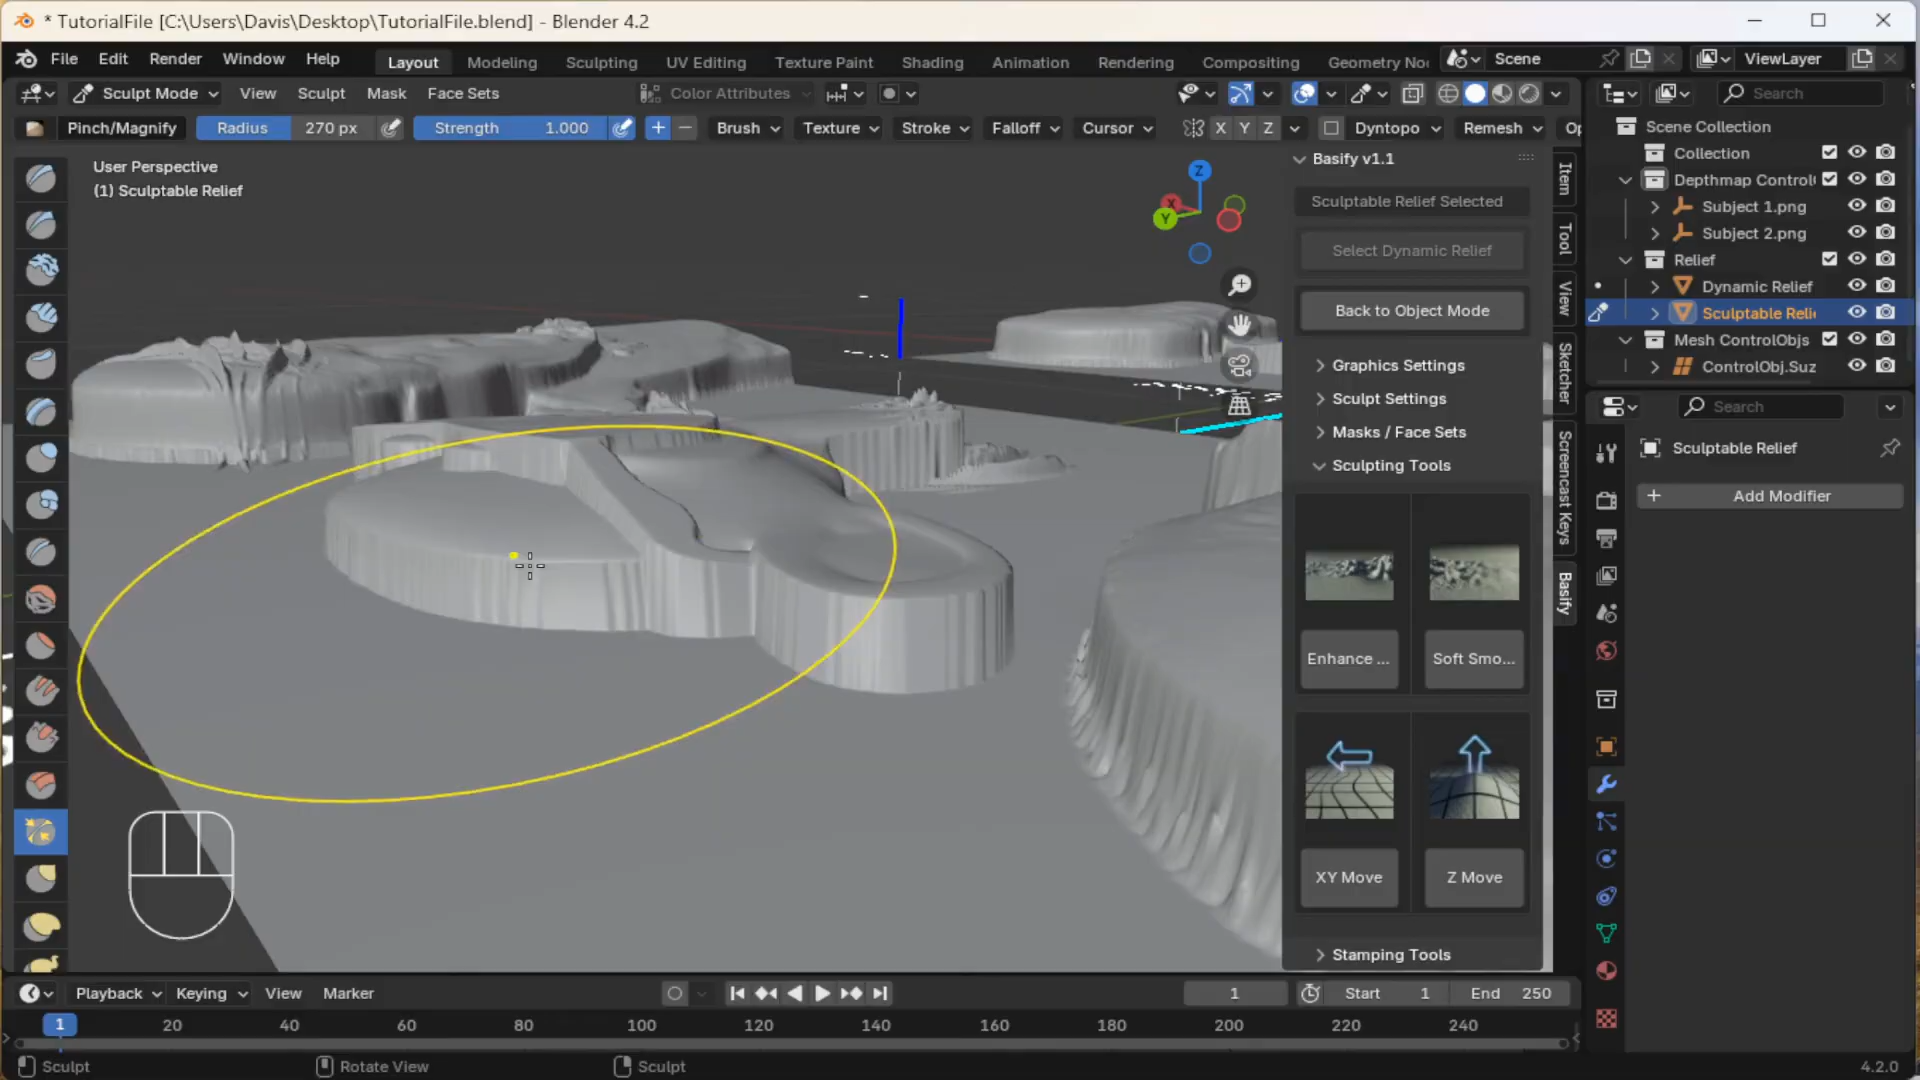 * TutorialFile [C:\Users\Davis\Desktop\TutorialFile.blend] - Blender 4.2
File Edit Render Window Help Layout Modeling Sculpting UV Editing Texture Paint Shading Animation Rendering Compositing Geometry No Scene ViewLayer
Sculpt Mode View Sculpt Mask Face Sets Color Attributes Search
Pinch/Magnify Radius 270 px Strength 1.000 + − Brush Texture Stroke Falloff Cursor X Y Z Dyntopo Remesh Op
User Perspective
(1) Sculptable Relief
Z
X
Y
Basify v1.1
Sculptable Relief Selected
Select Dynamic Relief
Back to Object Mode
Graphics Settings
Sculpt Settings
Masks / Face Sets
Sculpting Tools
Enhance ... Soft Smo...
XY Move Z Move
Stamping Tools
Item
Tool
View
Sketcher
Screencast Keys
Basify
Scene Collection
Collection
Depthmap Control
Subject 1.png
Subject 2.png
Relief
Dynamic Relief
Sculptable Reli
Mesh ControlObjs
ControlObj.Suz
Search
Sculptable Relief
+ Add Modifier
Playback Keying View Marker 1 Start 1 End 250
1 20 40 60 80 100 120 140 160 180 200 220 240
Sculpt Rotate View Sculpt 4.2.0